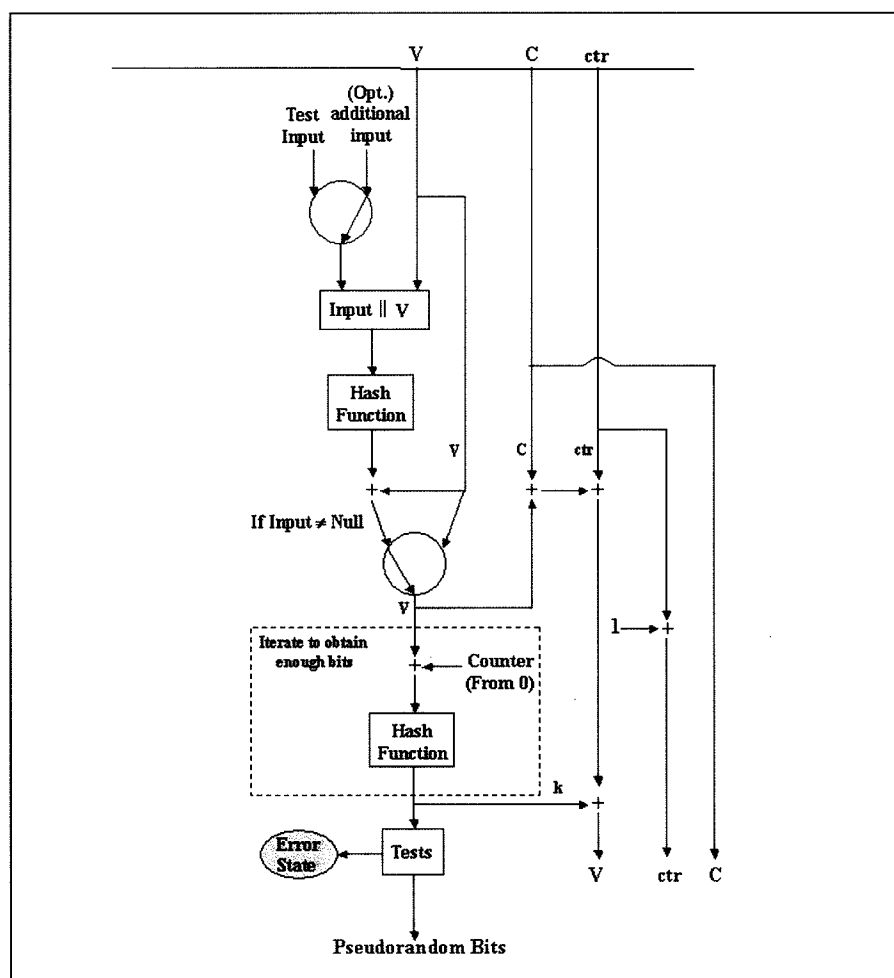 V C ctr
(Opt.)
Test additional
Input input
Input || V
Hash
Function
V C ctr
+ + +
If Input ≠ Null
V
1 +
Iterate to obtain
enough bits
+ Counter
(From 0)
Hash
Function
k +
Error
State
Tests
V ctr C
Pseudorandom Bits